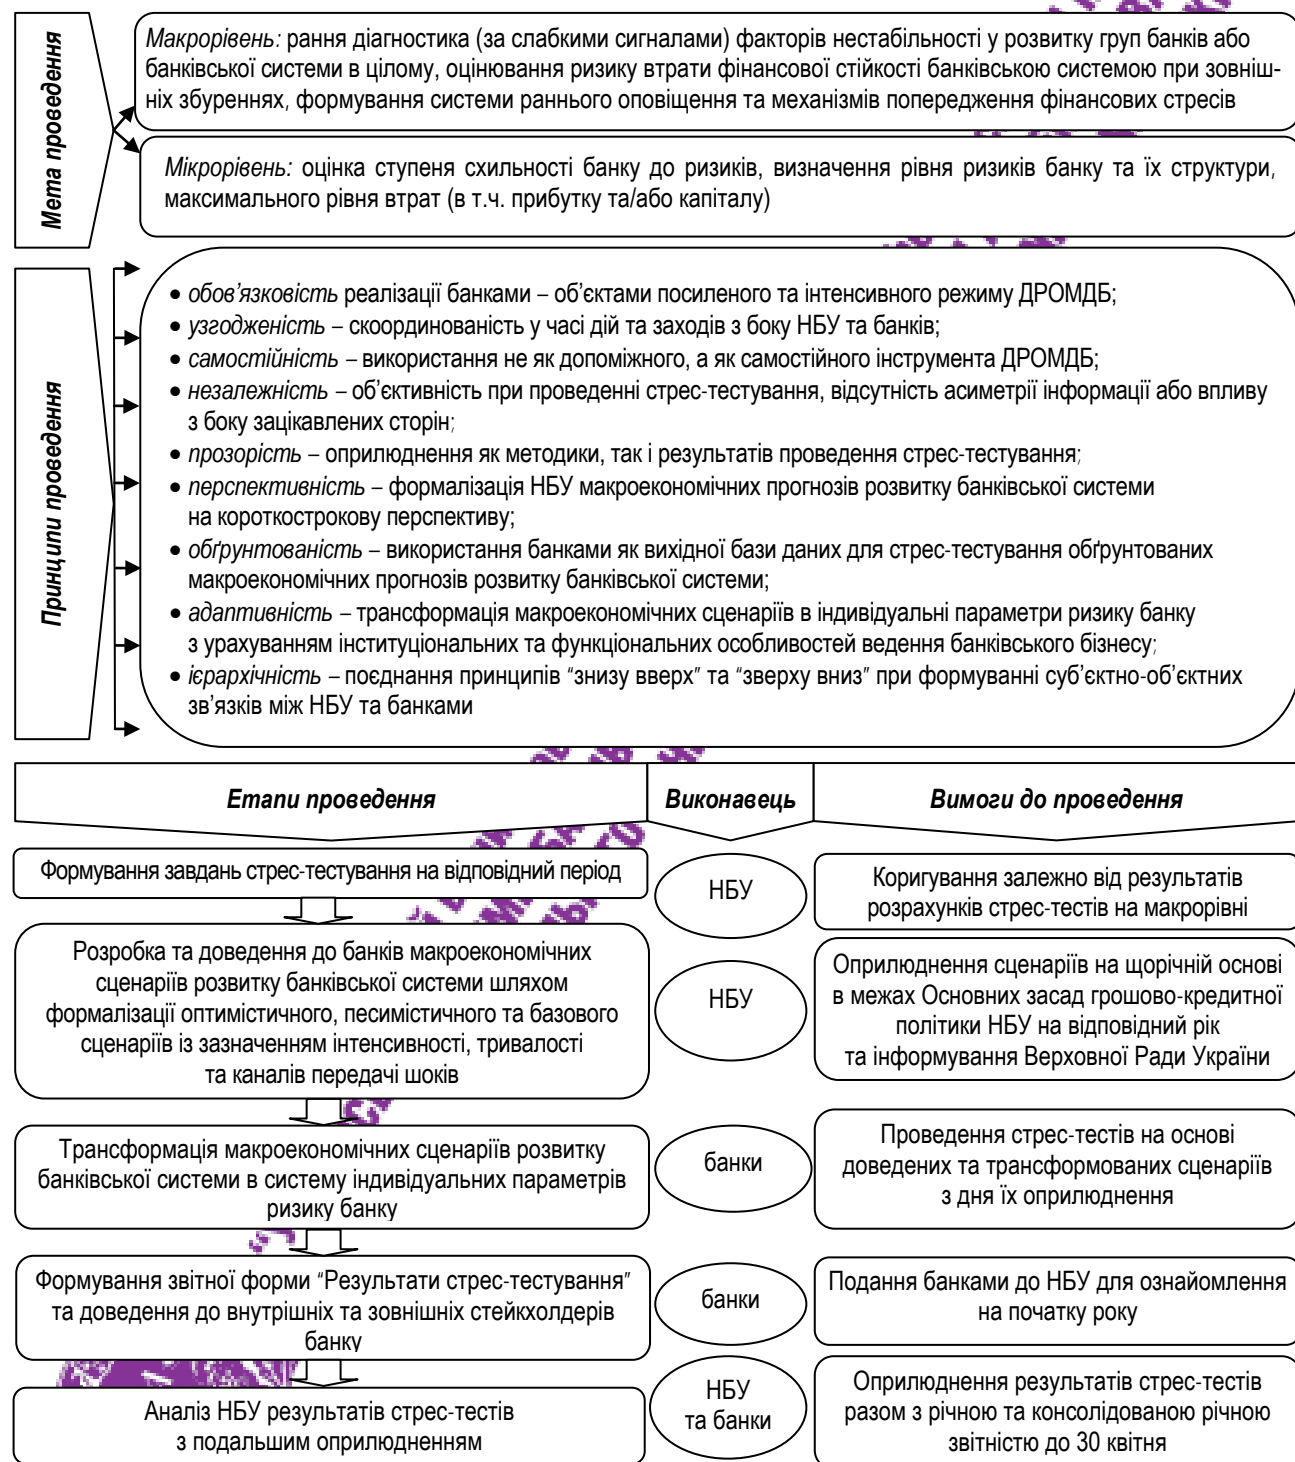 Мета проведення
Макрорівень: рання діагностика (за слабкими сигналами) факторів нестабільності у розвитку груп банків або
банківської системи в цілому, оцінювання ризику втрати фінансової стійкості банківською системою при зовніш-
ніх збуреннях, формування системи раннього оповіщення та механізмів попередження фінансових стресів
Мікрорівень: оцінка ступеня схильності банку до ризиків, визначення рівня ризиків банку та їх структури,
максимального рівня втрат (в т.ч. прибутку та/або капіталу)
Принципи проведення
• обов’язковість реалізації банками – об’єктами посиленого та інтенсивного режиму ДРОМДБ;
• узгодженість – скоординованість у часі дій та заходів з боку НБУ та банків;
• самостійність – використання не як допоміжного, а як самостійного інструмента ДРОМДБ;
• незалежність – об’єктивність при проведенні стрес-тестування, відсутність асиметрії інформації або впливу
з боку зацікавлених сторін;
• прозорість – оприлюднення як методики, так і результатів проведення стрес-тестування;
• перспективність – формалізація НБУ макроекономічних прогнозів розвитку банківської системи
на короткострокову перспективу;
• обґрунтованість – використання банками як вихідної бази даних для стрес-тестування обґрунтованих
макроекономічних прогнозів розвитку банківської системи;
• адаптивність – трансформація макроекономічних сценаріїв в індивідуальні параметри ризику банку
з урахуванням інституціональних та функціональних особливостей ведення банківського бізнесу;
• ієрархічність – поєднання принципів “знизу вверх” та “зверху вниз” при формуванні суб’єктно-об’єктних
зв’язків між НБУ та банками
Етапи проведення
Виконавець
Вимоги до проведення
Формування завдань стрес-тестування на відповідний період
НБУ
Коригування залежно від результатів
розрахунків стрес-тестів на макрорівні
Розробка та доведення до банків макроекономічних
сценаріїв розвитку банківської системи шляхом
формалізації оптимістичного, песимістичного та базового
сценаріїв із зазначенням інтенсивності, тривалості
та каналів передачі шоків
НБУ
Оприлюднення сценаріїв на щорічній основі
в межах Основних засад грошово-кредитної
політики НБУ на відповідний рік
та інформування Верховної Ради України
Трансформація макроекономічних сценаріїв розвитку
банківської системи в систему індивідуальних параметрів
ризику банку
банки
Проведення стрес-тестів на основі
доведених та трансформованих сценаріїв
з дня їх оприлюднення
Формування звітної форми “Результати стрес-тестування”
та доведення до внутрішніх та зовнішніх стейкхолдерів
банку
банки
Подання банками до НБУ для ознайомлення
на початку року
Аналіз НБУ результатів стрес-тестів
з подальшим оприлюдненням
НБУ
та банки
Оприлюднення результатів стрес-тестів
разом з річною та консолідованою річною
звітністю до 30 квітня